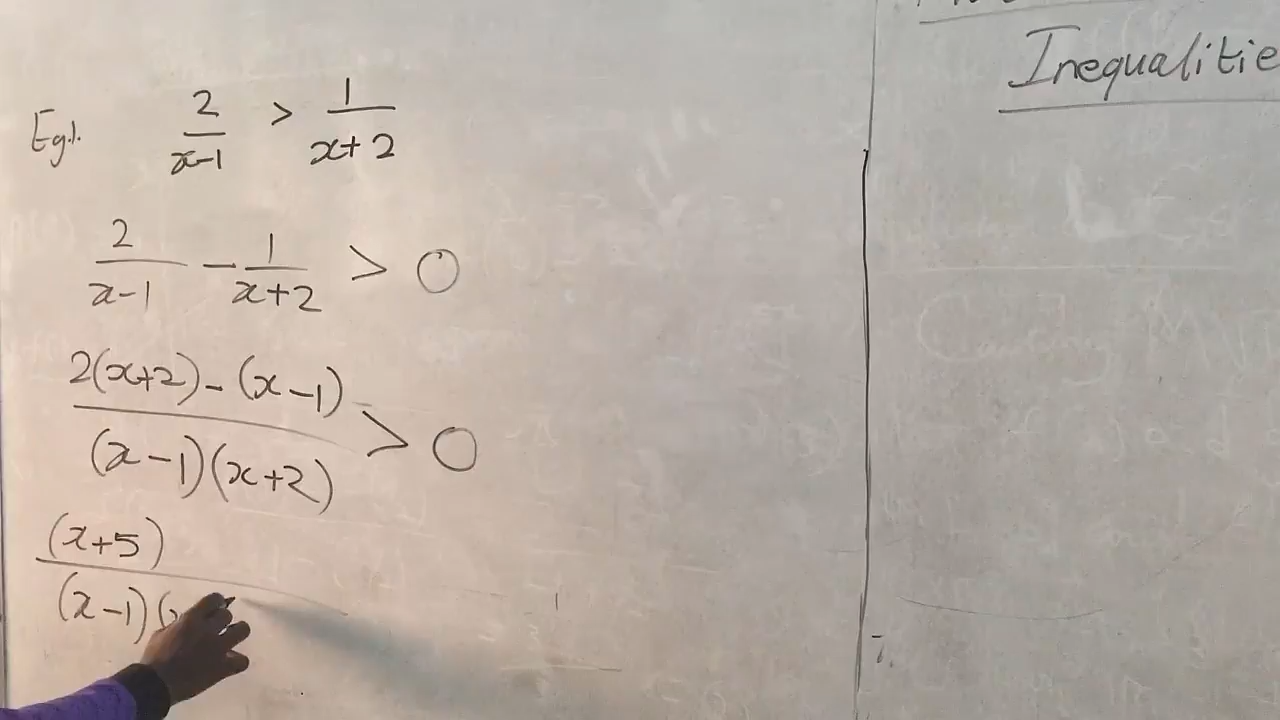 Eg1. 2/(x-1) > 1/(x+2)
2/(x-1) - 1/(x+2) > 0
(2(x+2) - (x-1))/((x-1)(x+2)) > 0
(x+5)/((x-1)(
Inequalitie